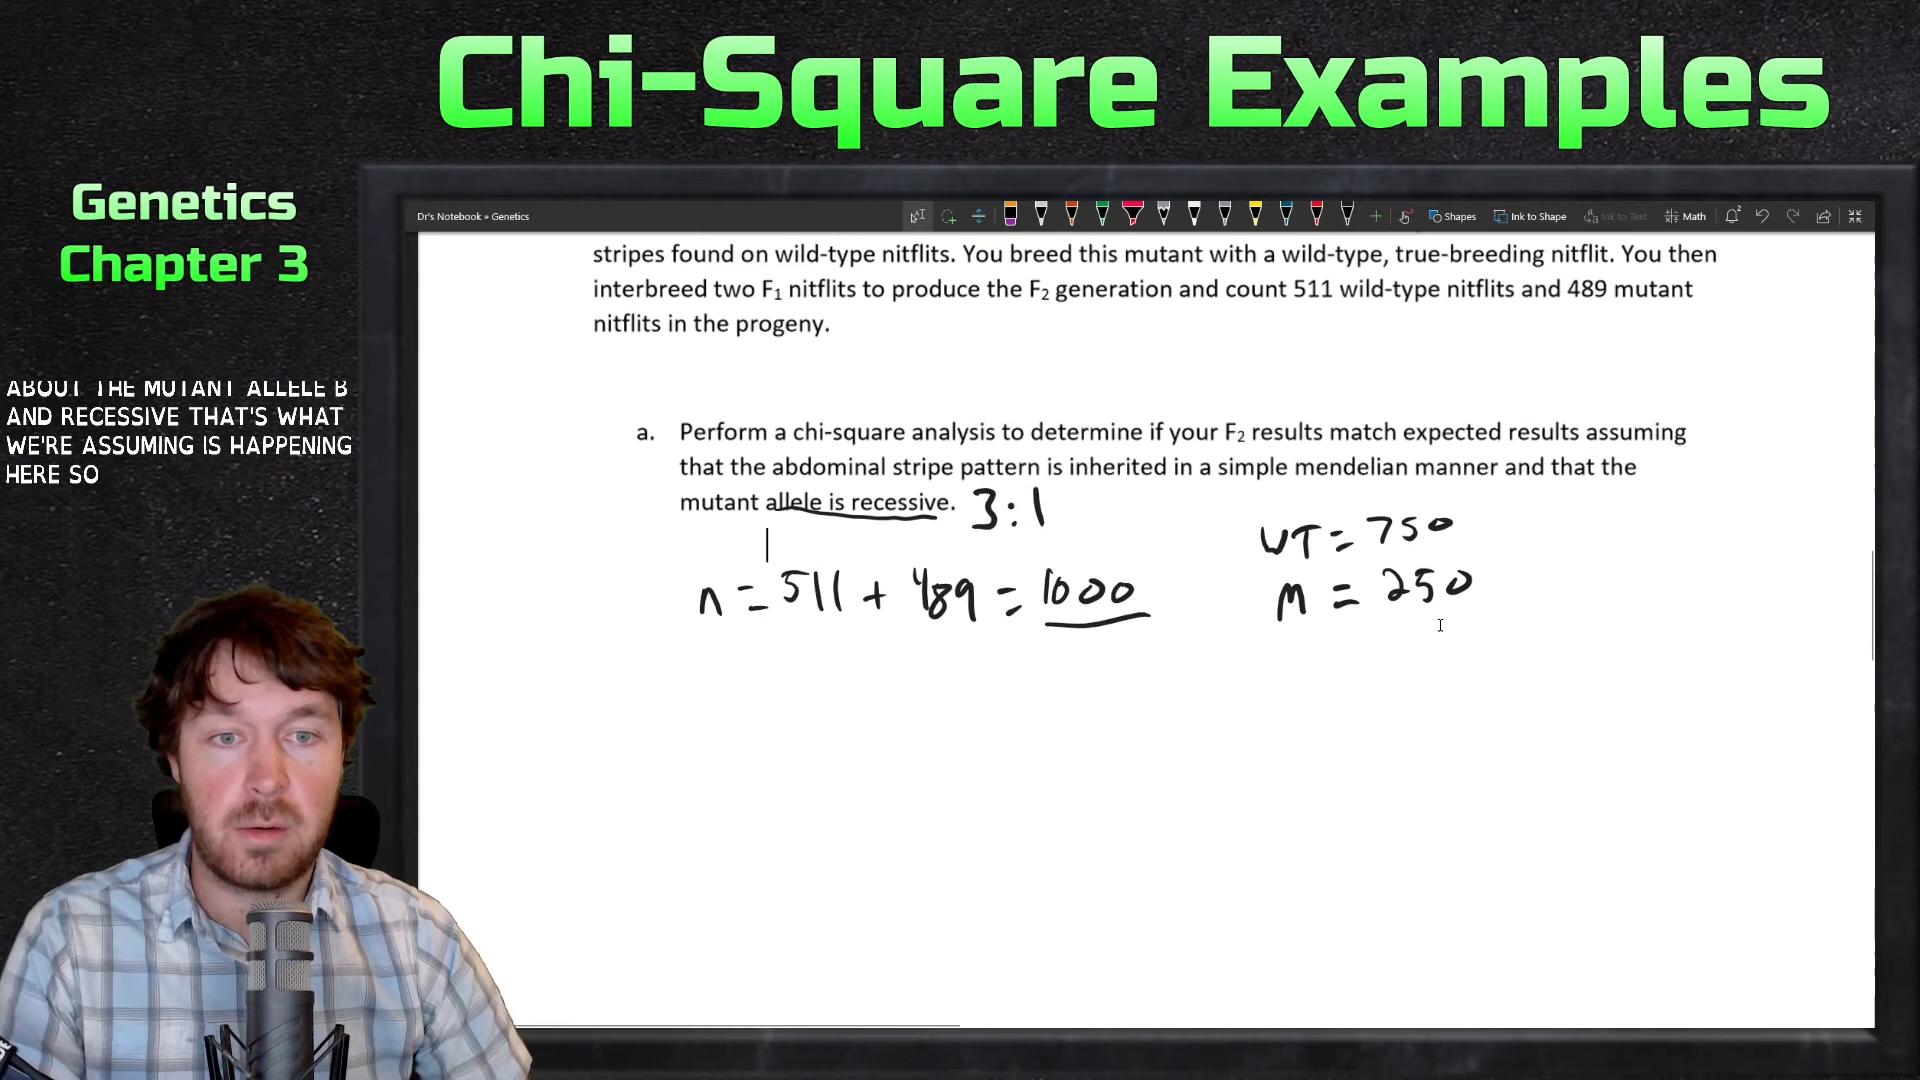 Chi-Square Examples
Genetics
Chapter 3
Dr's Notebook » Genetics
Shapes
Ink to Shape
Ink to Text
Math
2
stripes found on wild-type nitflits. You breed this mutant with a wild-type, true-breeding nitflit. You then
interbreed two F₁ nitflits to produce the F₂ generation and count 511 wild-type nitflits and 489 mutant
nitflits in the progeny.
ABOUT THE MUTANT ALLELE B
AND RECESSIVE THAT'S WHAT
WE'RE ASSUMING IS HAPPENING
HERE SO
a. Perform a chi-square analysis to determine if your F₂ results match expected results assuming
that the abdominal stripe pattern is inherited in a simple mendelian manner and that the
mutant allele is recessive. 3:1
WT = 750
n = 511 + 489 = 1000
M = 250